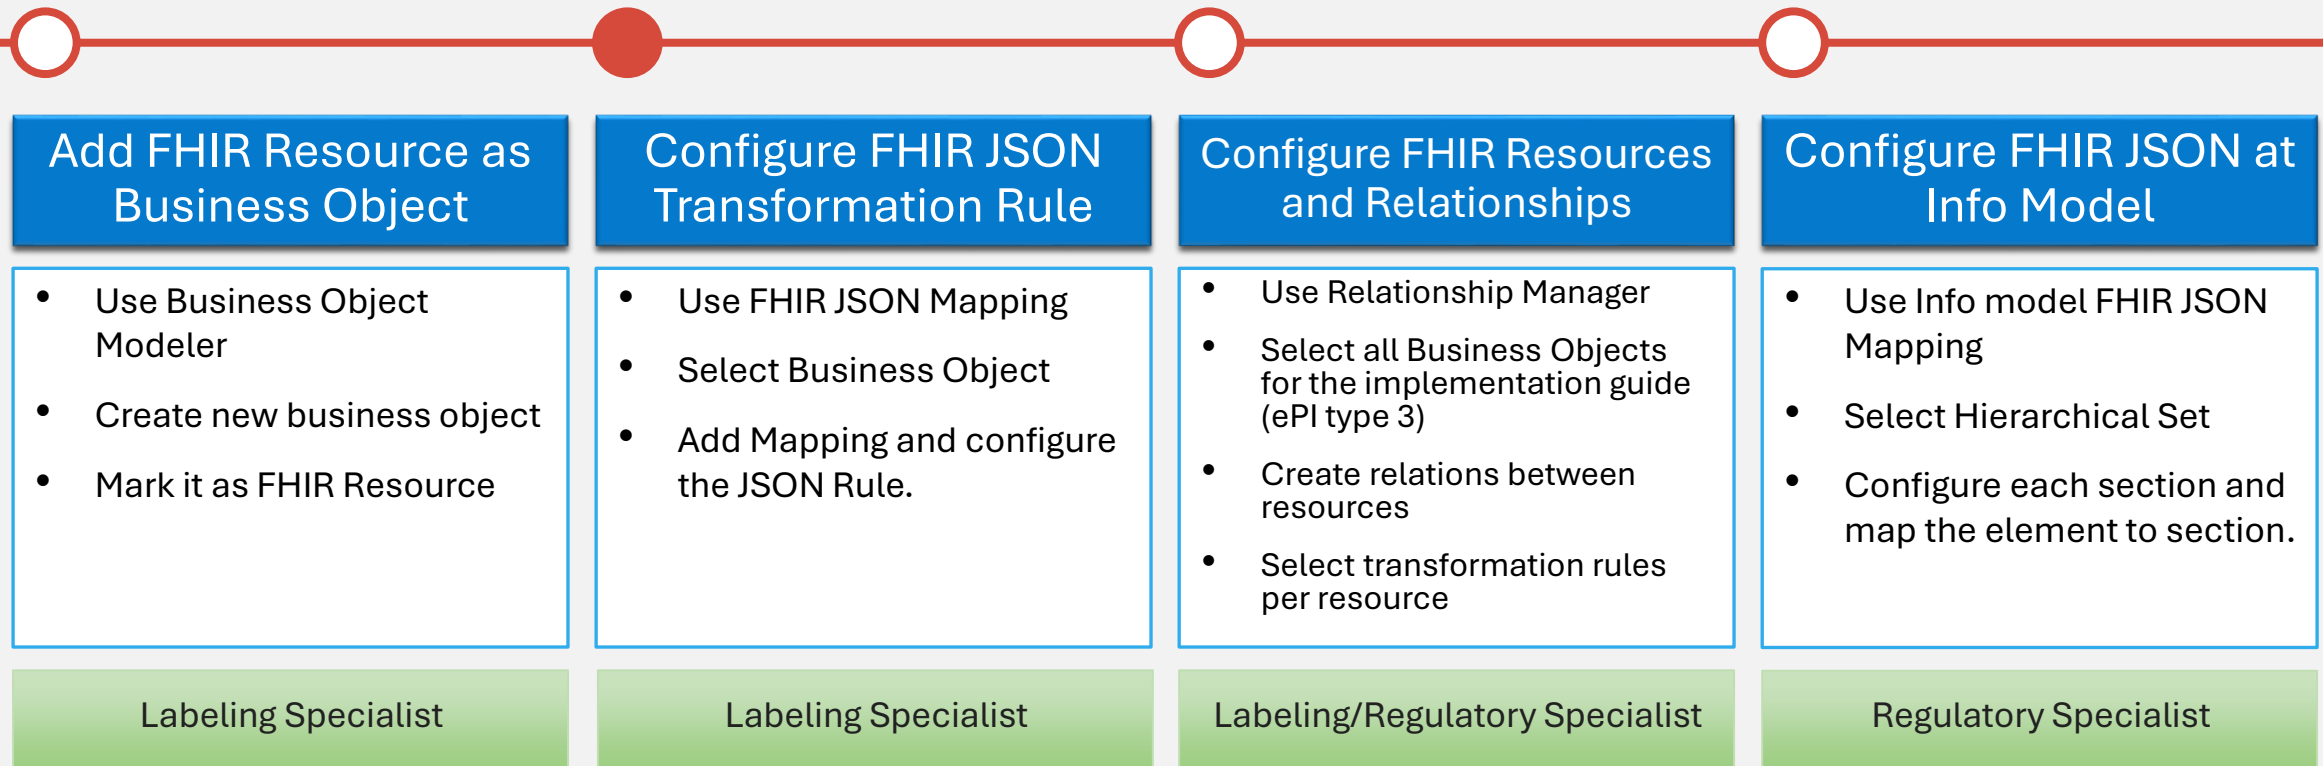 Add FHIR Resource as
Business Object
• Use Business Object
Modeler
• Create new business object
• Mark it as FHIR Resource
Labeling Specialist
Configure FHIR JSON
Transformation Rule
• Use FHIR JSON Mapping
• Select Business Object
• Add Mapping and configure
the JSON Rule.
Labeling Specialist
Configure FHIR Resources
and Relationships
• Use Relationship Manager
• Select all Business Objects
for the implementation guide
(ePI type 3)
• Create relations between
resources
• Select transformation rules
per resource
Labeling/Regulatory Specialist
Configure FHIR JSON at
Info Model
• Use Info model FHIR JSON
Mapping
• Select Hierarchical Set
• Configure each section and
map the element to section.
Regulatory Specialist